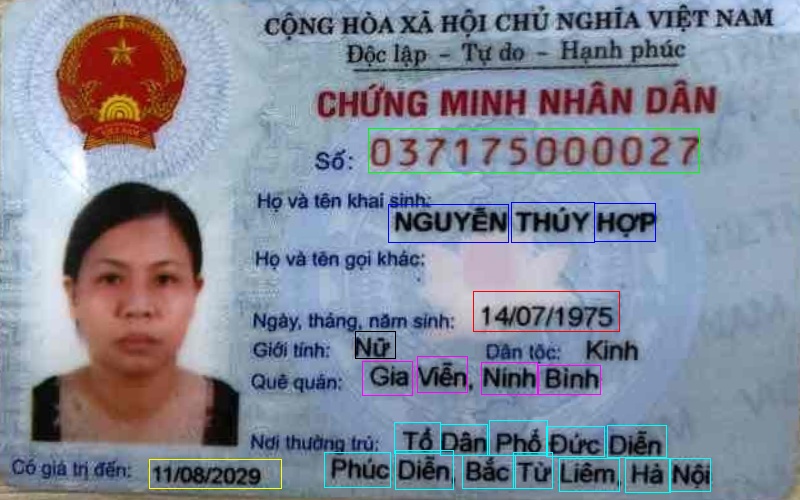 CỘNG HÒA XÃ HỘI CHỦ NGHĨA VIỆT NAM
Độc lập - Tự do - Hạnh phúc
CHỨNG MINH NHÂN DÂN
Số: 037175000027
Họ và tên khai sinh:
NGUYỄN THÚY HỢP
Họ và tên gọi khác:
Ngày, tháng, năm sinh: 14/07/1975
Giới tính: Nữ Dân tộc: Kinh
Quê quán: Gia Viễn, Ninh Bình
Nơi thường trú: Tổ Dân Phố Đức Diễn
Phúc Diễn, Bắc Từ Liêm, Hà Nội
Có giá trị đến: 11/08/2029